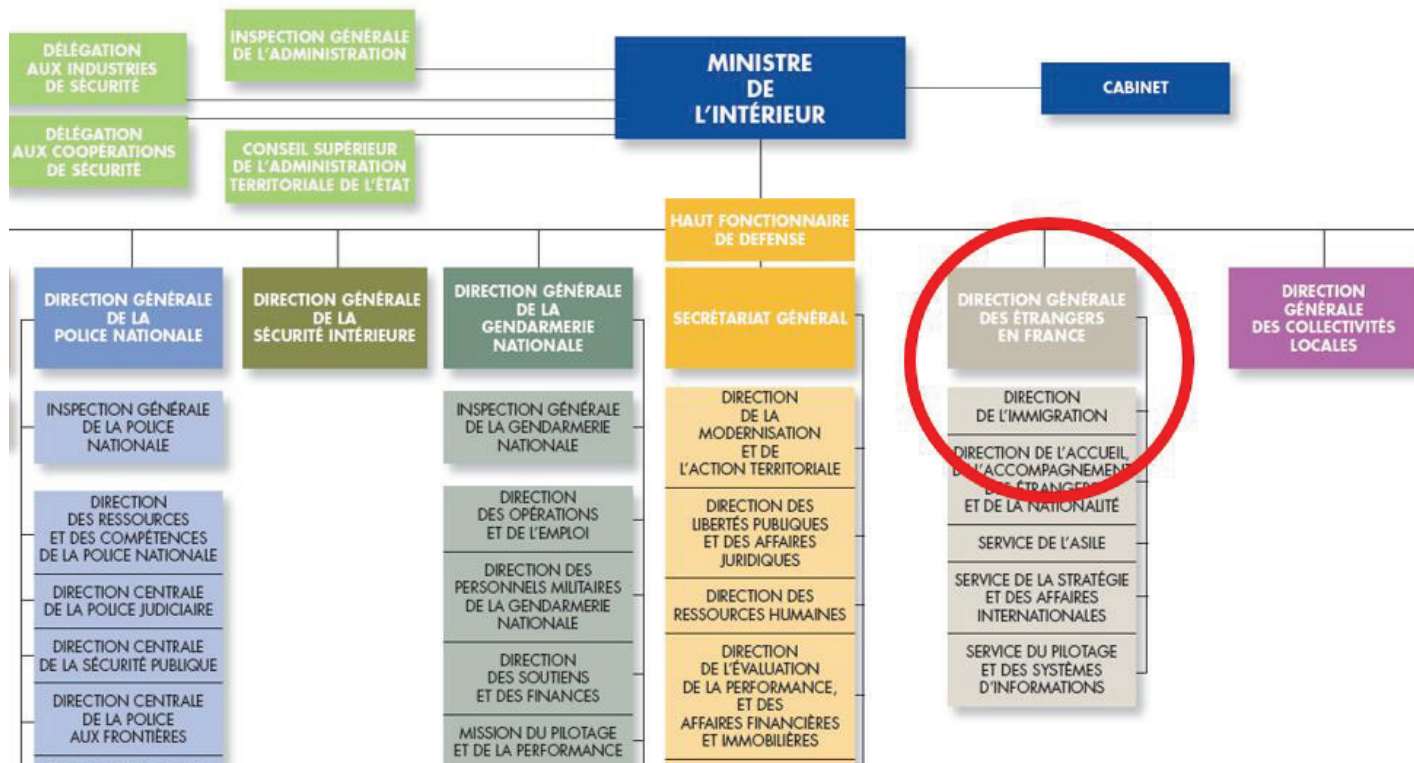 DÉLÉGATION
AUX INDUSTRIES
DE SÉCURITÉ
INSPECTION GÉNÉRALE
DE L'ADMINISTRATION
MINISTRE
DE
L'INTÉRIEUR
CABINET
DÉLÉGATION
AUX COOPÉRATIONS
DE SÉCURITÉ
CONSEIL SUPÉRIEUR
DE L'ADMINISTRATION
TERRITORIALE DE L'ÉTAT
HAUT FONCTIONNAIRE
DE DEFENSE
DIRECTION GÉNÉRALE
DE LA
POLICE NATIONALE
DIRECTION GÉNÉRALE
DE LA
SÉCURITÉ INTÉRIEURE
DIRECTION GÉNÉRALE
DE LA
GENDARMERIE
NATIONALE
SECRÉTARIAT GÉNÉRAL
DIRECTION GÉNÉRALE
DES ÉTRANGERS
EN FRANCE
DIRECTION
GÉNÉRALE
DES COLLECTIVITÉS
LOCALES
INSPECTION GÉNÉRALE
DE LA POLICE
NATIONALE
DIRECTION
DES RESSOURCES
ET DES COMPÉTENCES
DE LA POLICE NATIONALE
DIRECTION CENTRALE
DE LA POLICE JUDICIAIRE
DIRECTION CENTRALE
DE LA SÉCURITÉ PUBLIQUE
DIRECTION CENTRALE
DE LA POLICE
AUX FRONTIÈRES
INSPECTION GÉNÉRALE
DE LA GENDARMERIE
NATIONALE
DIRECTION
DES OPÉRATIONS
ET DE L'EMPLOI
DIRECTION DES
PERSONNELS MILITAIRES
DE LA GENDARMERIE
NATIONALE
DIRECTION
DES SOUTIENS
ET DES FINANCES
MISSION DU PILOTAGE
ET DE LA PERFORMANCE
DIRECTION
DE LA
MODERNISATION
ET DE
L'ACTION TERRITORIALE
DIRECTION DES
LIBERTÉS PUBLIQUES
ET DES AFFAIRES
JURIDIQUES
DIRECTION DES
RESSOURCES HUMAINES
DIRECTION
DE L'ÉVALUATION
DE LA PERFORMANCE,
ET DES
AFFAIRES FINANCIÈRES
ET IMMOBILIÈRES
DIRECTION
DE L'IMMIGRATION
DIRECTION DE L'ACCUEIL,
DE L'ACCOMPAGNEMENT
DES ÉTRANGERS
ET DE LA NATIONALITÉ
SERVICE DE L'ASILE
SERVICE DE LA STRATÉGIE
ET DES AFFAIRES
INTERNATIONALES
SERVICE DU PILOTAGE
ET DES SYSTÈMES
D'INFORMATIONS